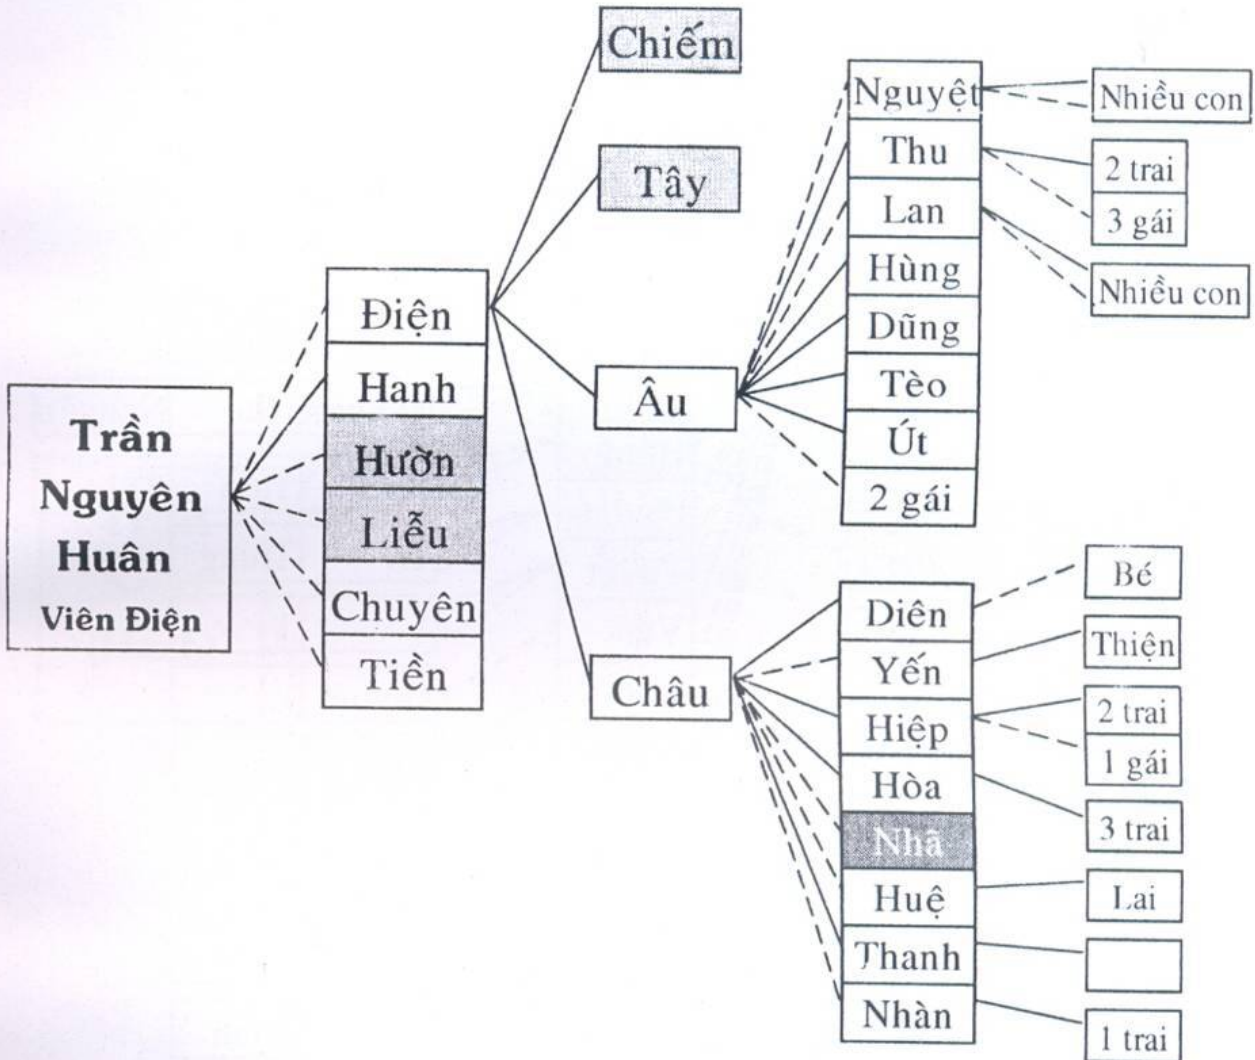 Trần
Nguyên
Huân
Viên Điện
Điện
Hanh
Hườn
Liễu
Chuyên
Tiền
Chiếm
Tây
Âu
Châu
Nguyệt
Thu
Lan
Hùng
Dũng
Tèo
Út
2 gái
Nhiều con
2 trai
3 gái
Nhiều con
Diên
Yến
Hiệp
Hòa
Nhã
Huệ
Thanh
Nhàn
Bé
Thiện
2 trai
1 gái
3 trai
Lai
1 trai